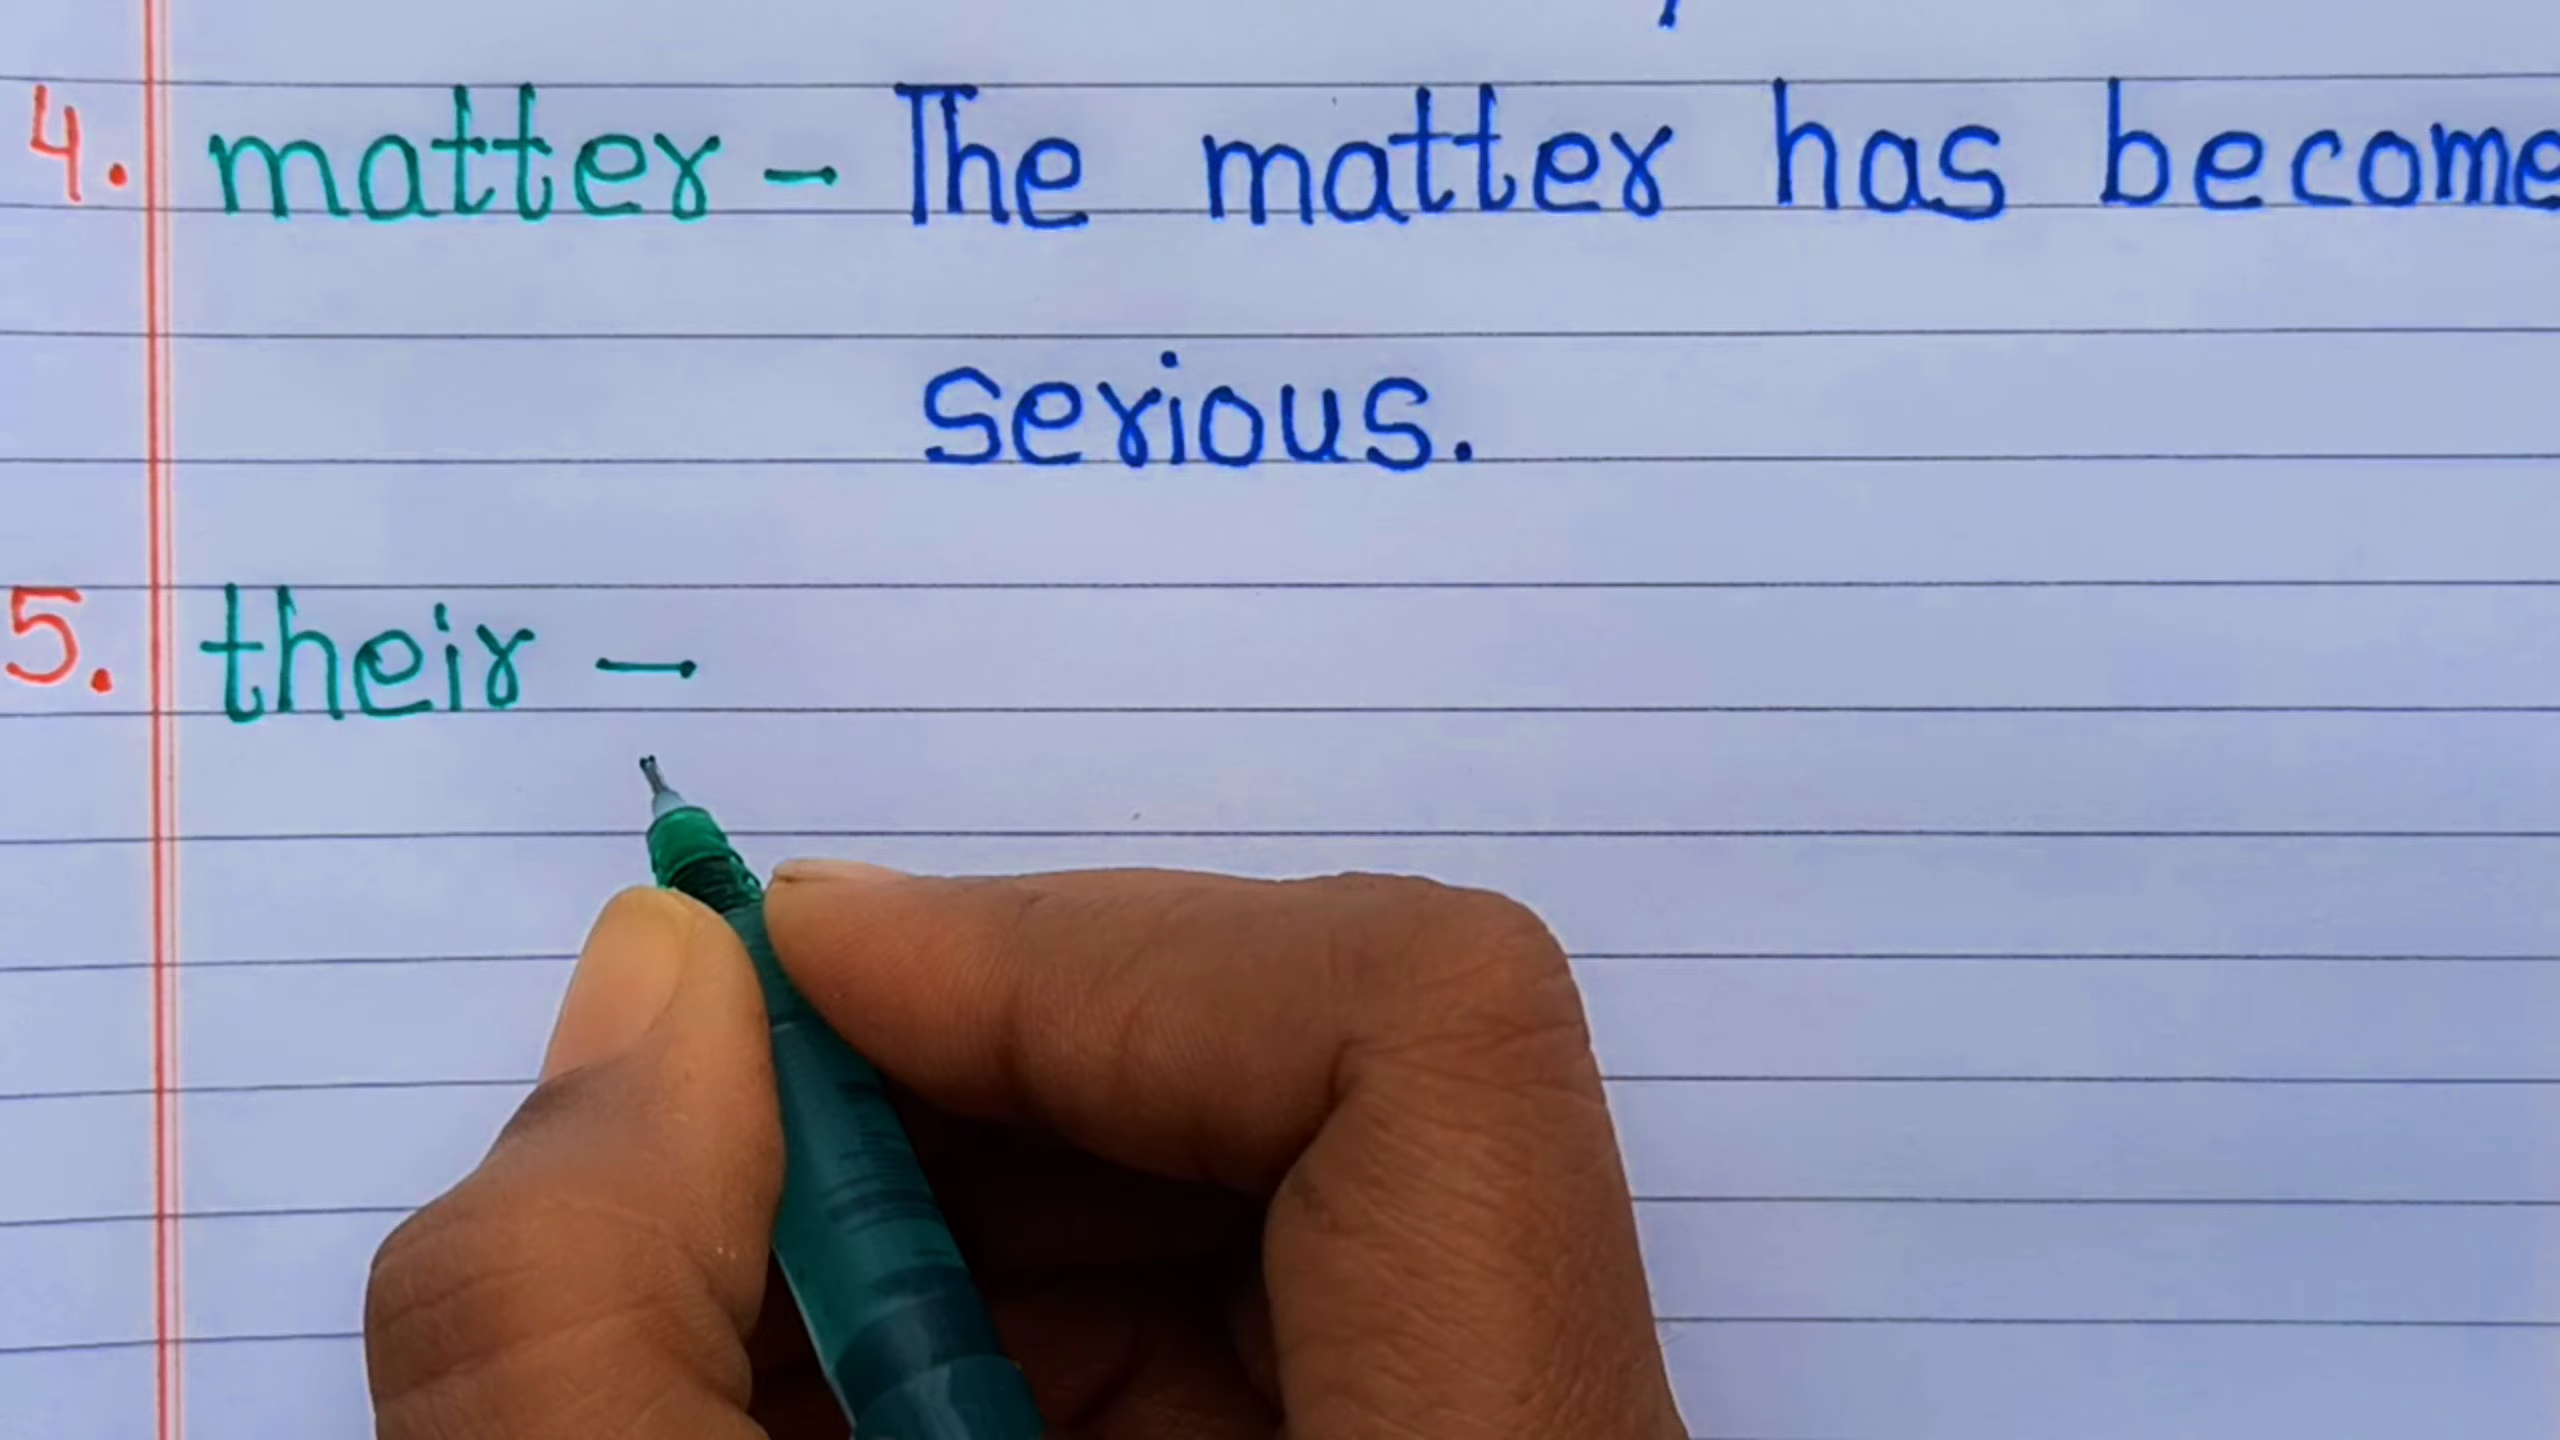 4. matter - The matter has become
serious.
5. their -